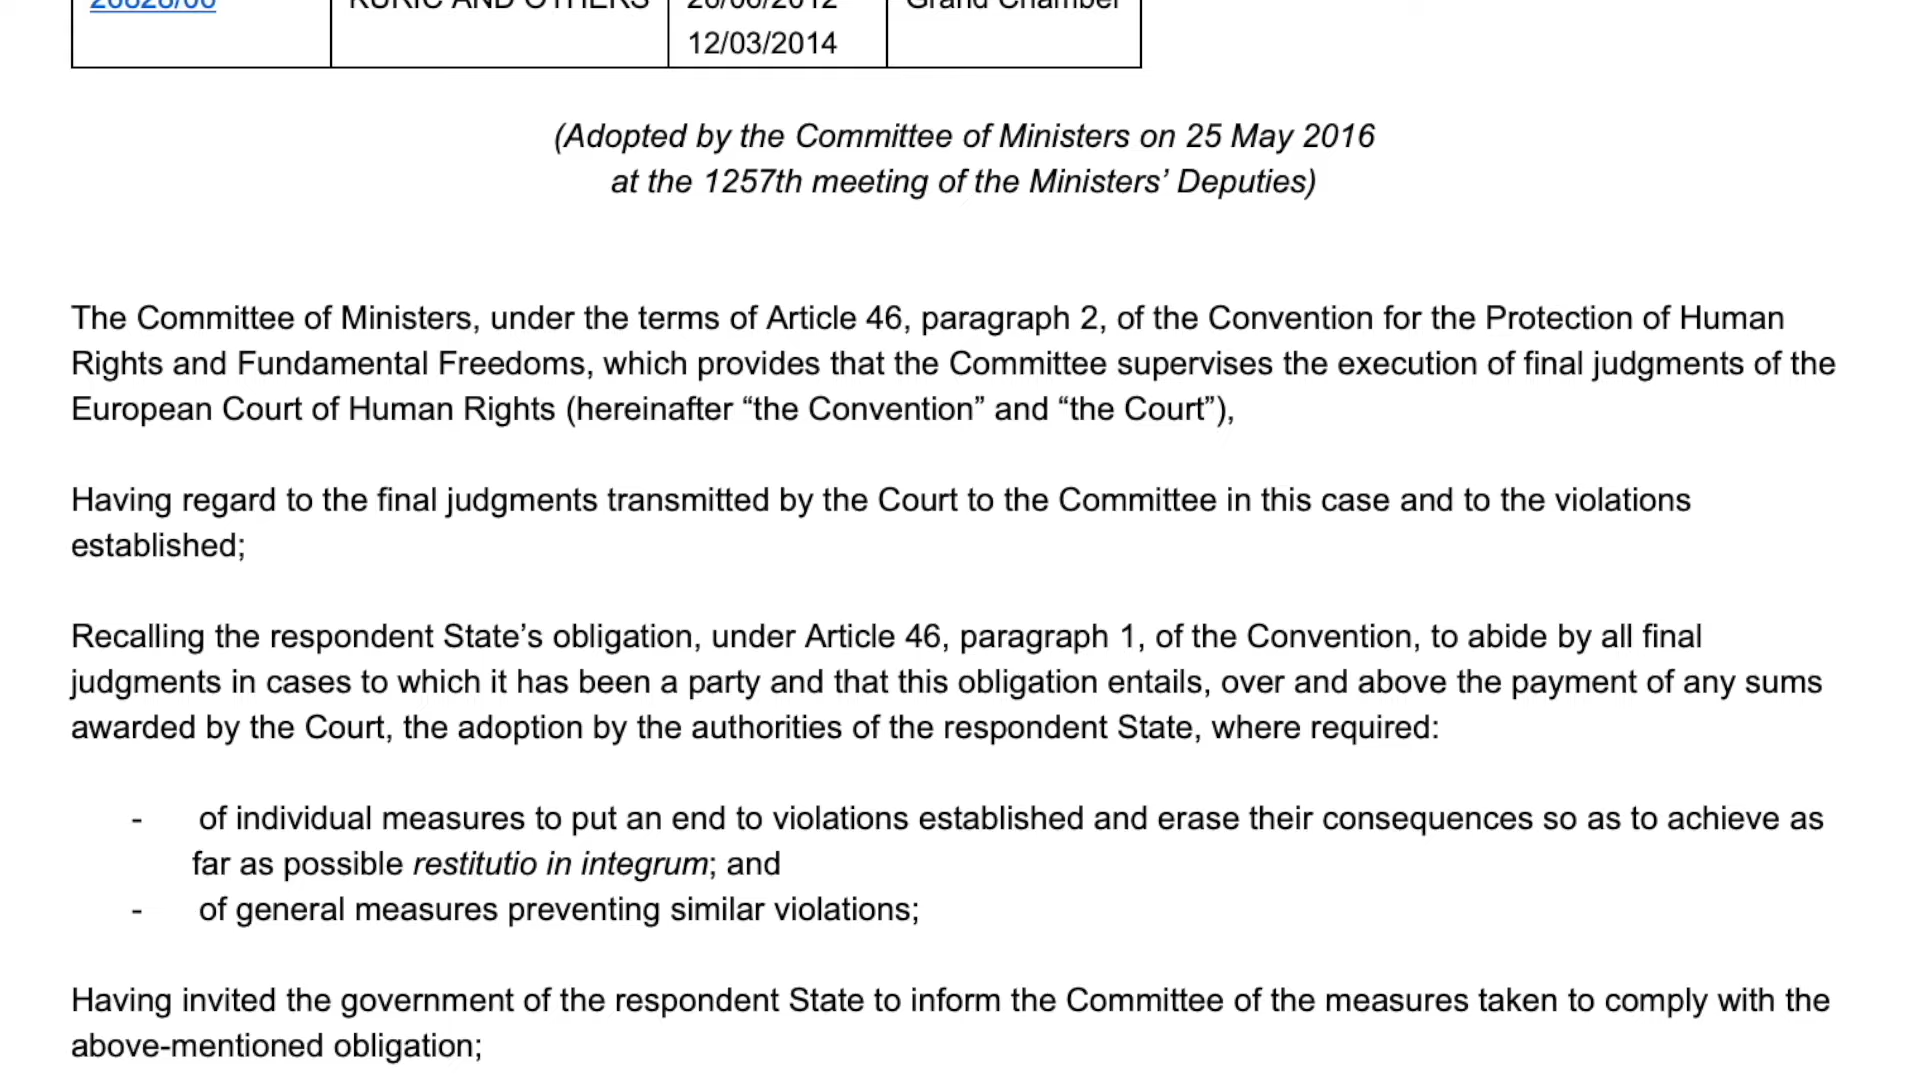 26828/06 KURIC AND OTHERS 26/06/2012 Grand Chamber
12/03/2014
(Adopted by the Committee of Ministers on 25 May 2016
at the 1257th meeting of the Ministers’ Deputies)
The Committee of Ministers, under the terms of Article 46, paragraph 2, of the Convention for the Protection of Human
Rights and Fundamental Freedoms, which provides that the Committee supervises the execution of final judgments of the
European Court of Human Rights (hereinafter “the Convention” and “the Court”),
Having regard to the final judgments transmitted by the Court to the Committee in this case and to the violations
established;
Recalling the respondent State’s obligation, under Article 46, paragraph 1, of the Convention, to abide by all final
judgments in cases to which it has been a party and that this obligation entails, over and above the payment of any sums
awarded by the Court, the adoption by the authorities of the respondent State, where required:
- of individual measures to put an end to violations established and erase their consequences so as to achieve as
far as possible restitutio in integrum; and
- of general measures preventing similar violations;
Having invited the government of the respondent State to inform the Committee of the measures taken to comply with the
above-mentioned obligation;